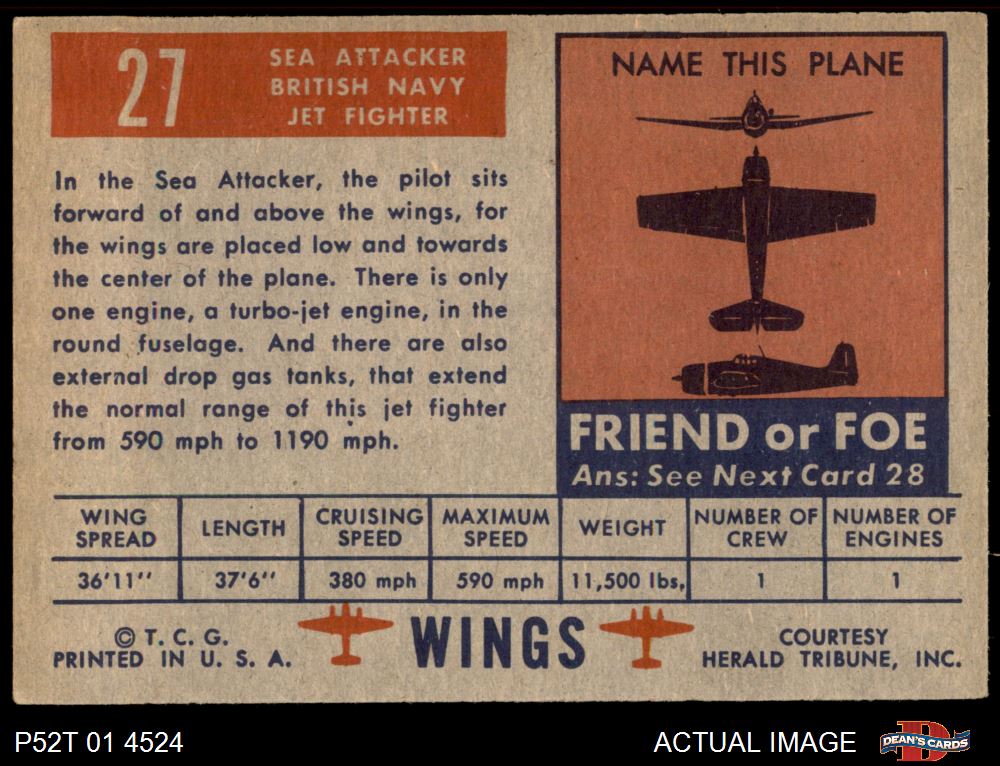 27
SEA ATTACKER
BRITISH NAVY
JET FIGHTER
In the Sea Attacker, the pilot sits
forward of and above the wings, for
the wings are placed low and towards
the center of the plane. There is only
one engine, a turbo-jet engine, in the
round fuselage. And there are also
external drop gas tanks, that extend
the normal range of this jet fighter
from 590 mph to 1190 mph.
NAME THIS PLANE
FRIEND or FOE
Ans: See Next Card 28
WING SPREAD
LENGTH
CRUISING SPEED
MAXIMUM SPEED
WEIGHT
NUMBER OF CREW
NUMBER OF ENGINES
36'11"
37'6"
380 mph
590 mph
11,500 lbs.
1
1
© T. C. G.
PRINTED IN U. S. A.
WINGS
COURTESY
HERALD TRIBUNE, INC.
P52T 01 4524
ACTUAL IMAGE
D
DEAN'S CARDS